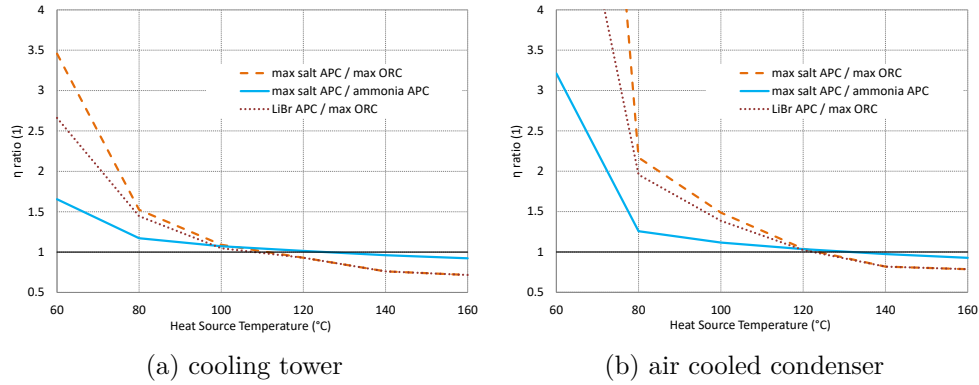 4
3.5
3
2.5
2
1.5
1
0.5
η ratio (1)
max salt APC / max ORC
max salt APC / ammonia APC
LiBr APC / max ORC
60 80 100 120 140 160
Heat Source Temperature (°C)
(a) cooling tower
4
3.5
3
2.5
2
1.5
1
0.5
η ratio (1)
max salt APC / max ORC
max salt APC / ammonia APC
LiBr APC / max ORC
60 80 100 120 140 160
Heat Source Temperature (°C)
(b) air cooled condenser